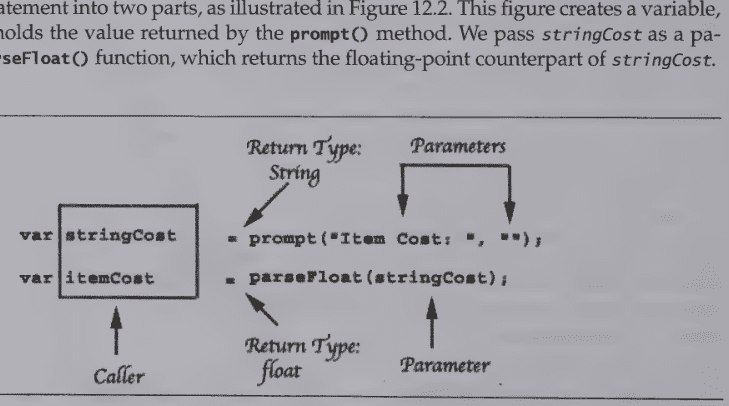 atement into two parts, as illustrated in Figure 12.2. This figure creates a variable,
holds the value returned by the prompt() method. We pass stringCost as a pa-
seFloat() function, which returns the floating-point counterpart of stringCost.
Return Type:
String
Parameters
var stringCost = prompt("Item Cost: ", "");
var itemCost = parseFloat(stringCost);
Caller
Return Type:
float
Parameter